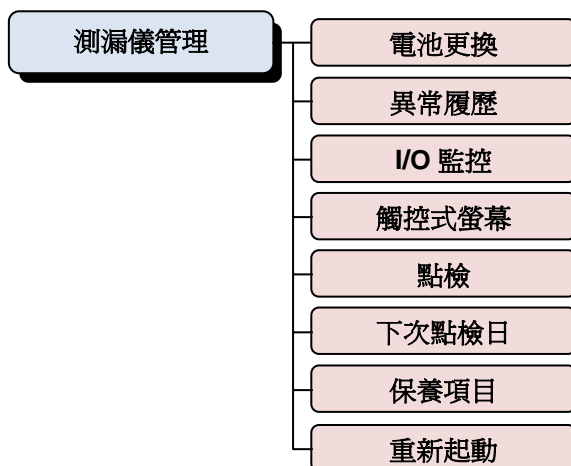 測漏儀管理
電池更換
異常履歷
I/O 監控
觸控式螢幕
點檢
下次點檢日
保養項目
重新起動